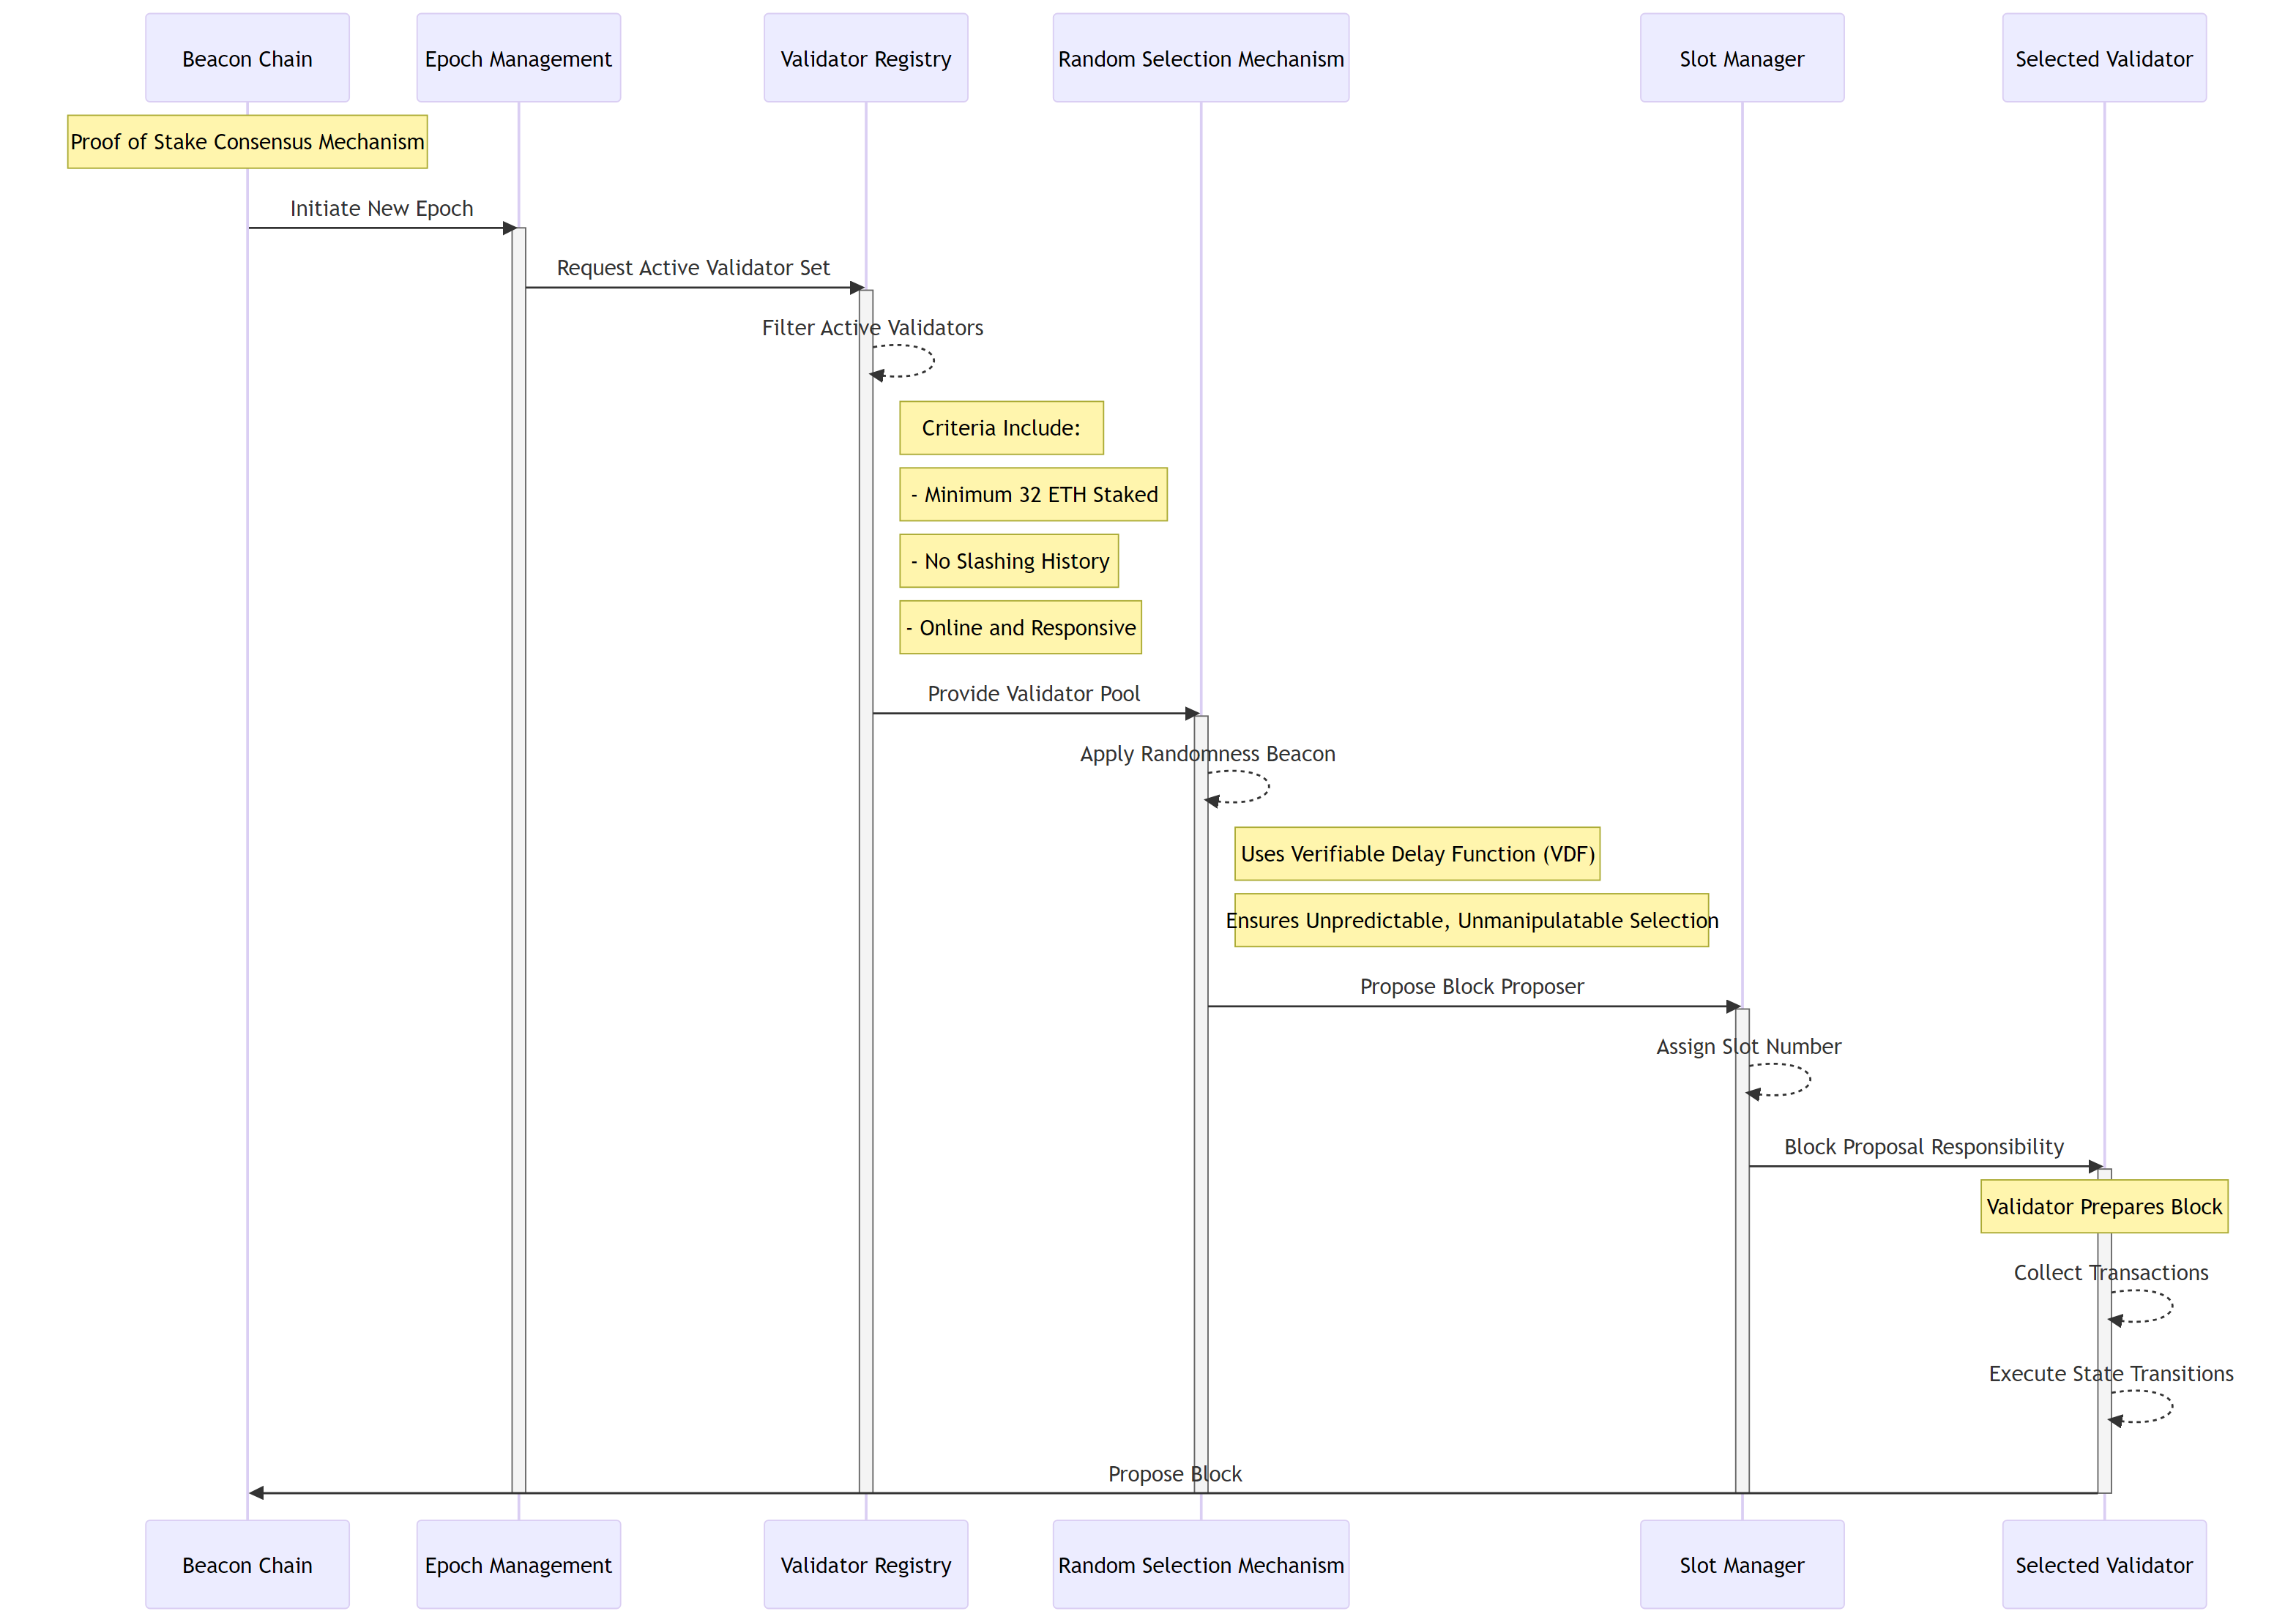 Beacon Chain
Epoch Management
Validator Registry
Random Selection Mechanism
Slot Manager
Selected Validator
Proof of Stake Consensus Mechanism
Initiate New Epoch
Request Active Validator Set
Filter Active Validators
Criteria Include:
- Minimum 32 ETH Staked
- No Slashing History
- Online and Responsive
Provide Validator Pool
Apply Randomness Beacon
Uses Verifiable Delay Function (VDF)
Ensures Unpredictable, Unmanipulatable Selection
Propose Block Proposer
Assign Slot Number
Block Proposal Responsibility
Validator Prepares Block
Collect Transactions
Execute State Transitions
Propose Block
Beacon Chain
Epoch Management
Validator Registry
Random Selection Mechanism
Slot Manager
Selected Validator